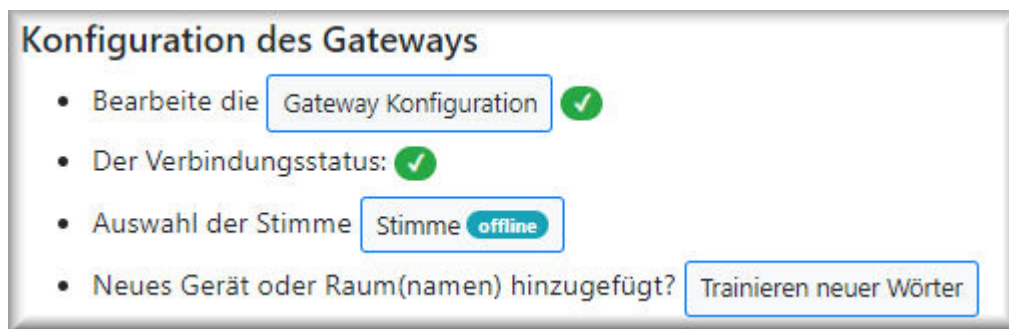 Konfiguration des Gateways
Bearbeite die Gateway Konfiguration
Der Verbindungsstatus:
Auswahl der Stimme Stimme offline
Neues Gerät oder Raum(namen) hinzugefügt? Trainieren neuer Wörter